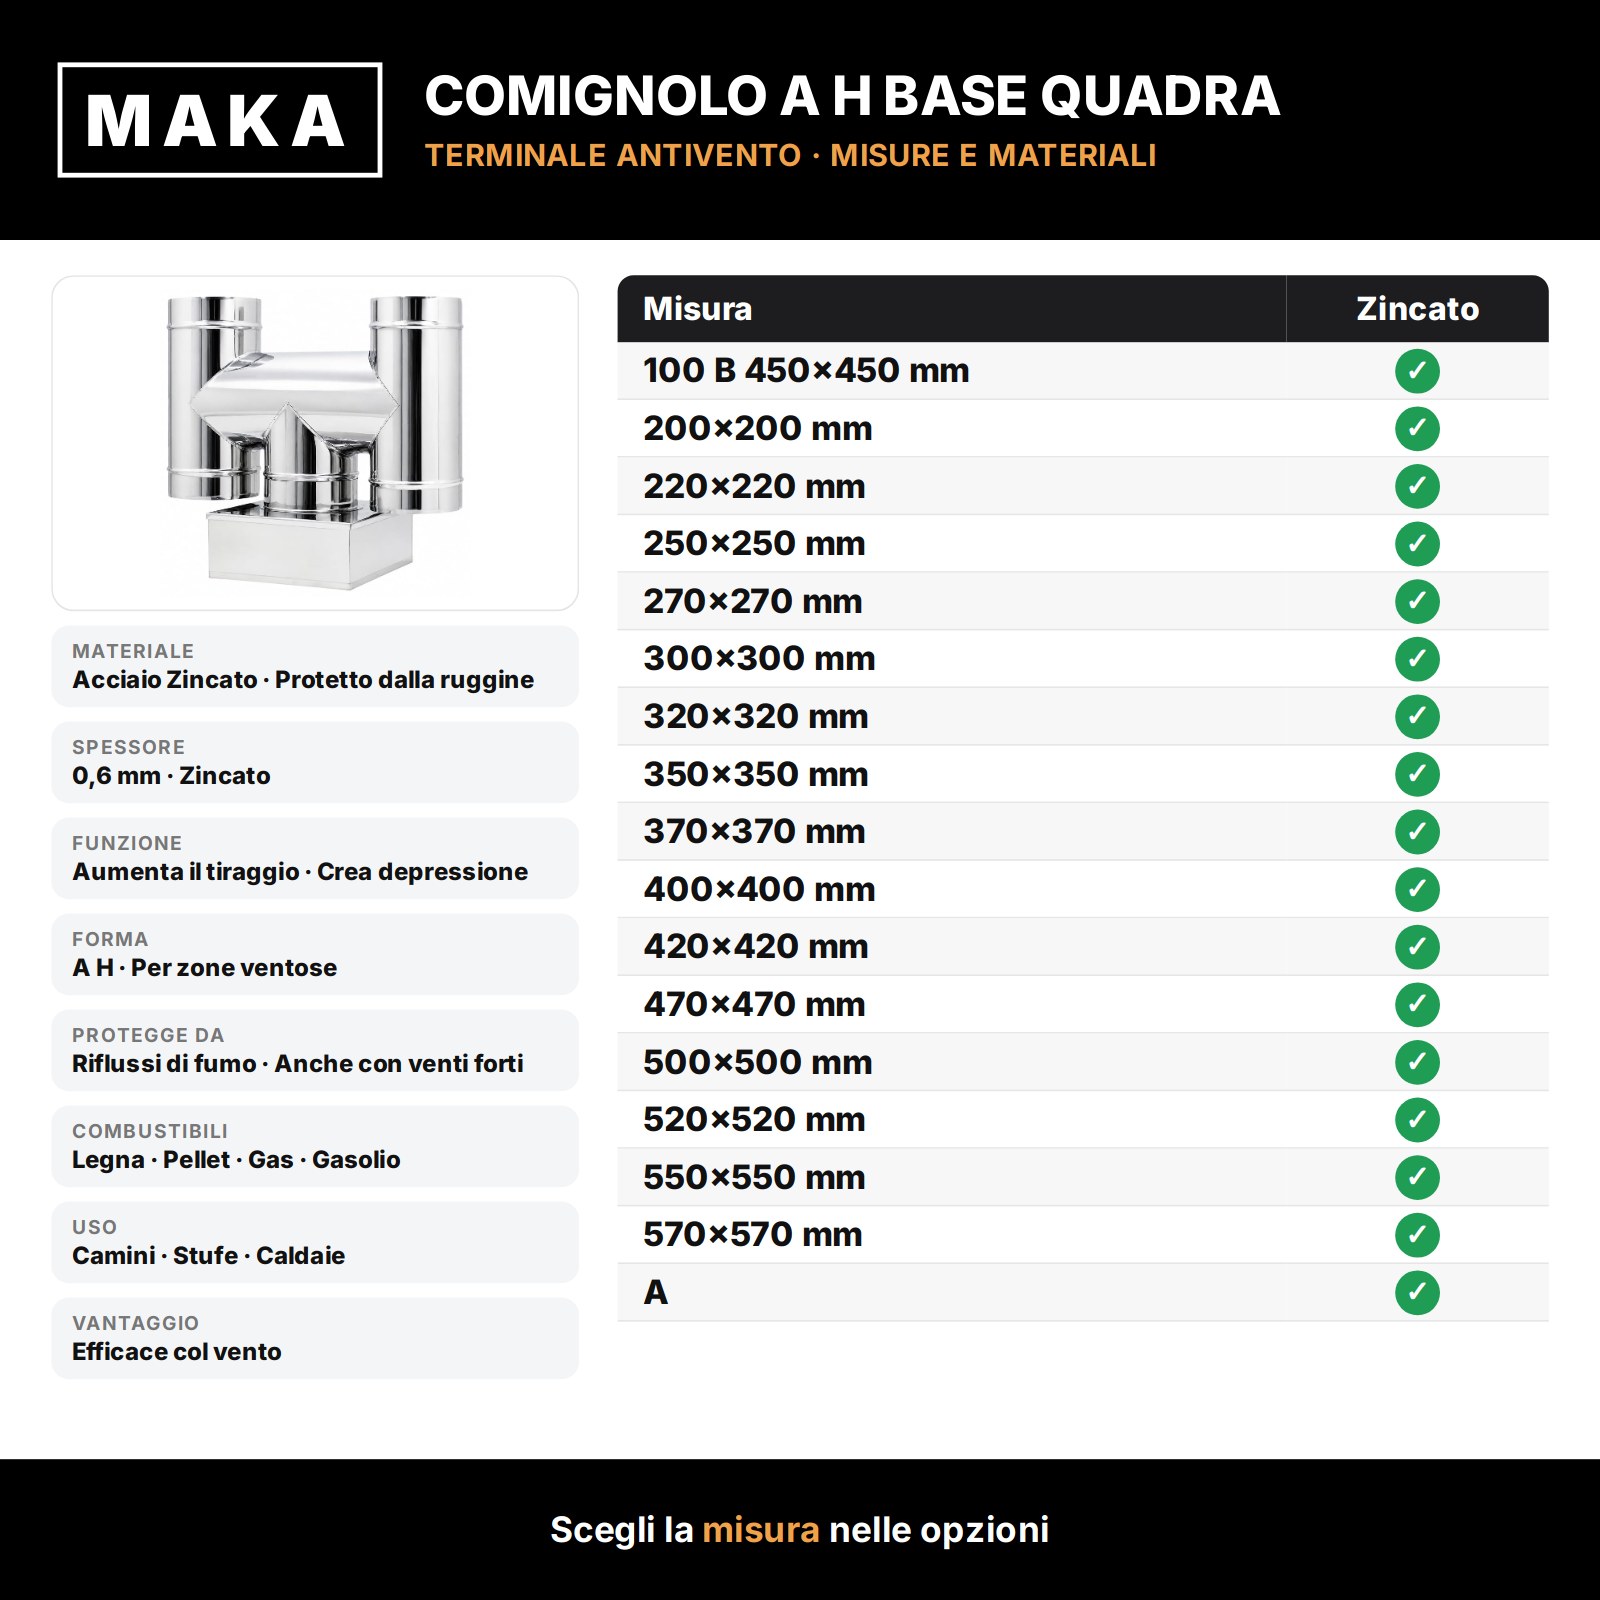 MAKA
COMIGNOLO A H BASE QUADRA
TERMINALE ANTIVENTO · MISURE E MATERIALI
MATERIALE
Acciaio Zincato · Protetto dalla ruggine
SPESSORE
0,6 mm · Zincato
FUNZIONE
Aumenta il tiraggio · Crea depressione
FORMA
A H · Per zone ventose
PROTEGGE DA
Riflussi di fumo · Anche con venti forti
COMBUSTIBILI
Legna · Pellet · Gas · Gasolio
USO
Camini · Stufe · Caldaie
VANTAGGIO
Efficace col vento
Misura Zincato
100 B 450×450 mm ✓
200×200 mm ✓
220×220 mm ✓
250×250 mm ✓
270×270 mm ✓
300×300 mm ✓
320×320 mm ✓
350×350 mm ✓
370×370 mm ✓
400×400 mm ✓
420×420 mm ✓
470×470 mm ✓
500×500 mm ✓
520×520 mm ✓
550×550 mm ✓
570×570 mm ✓
A ✓
Scegli la misura nelle opzioni